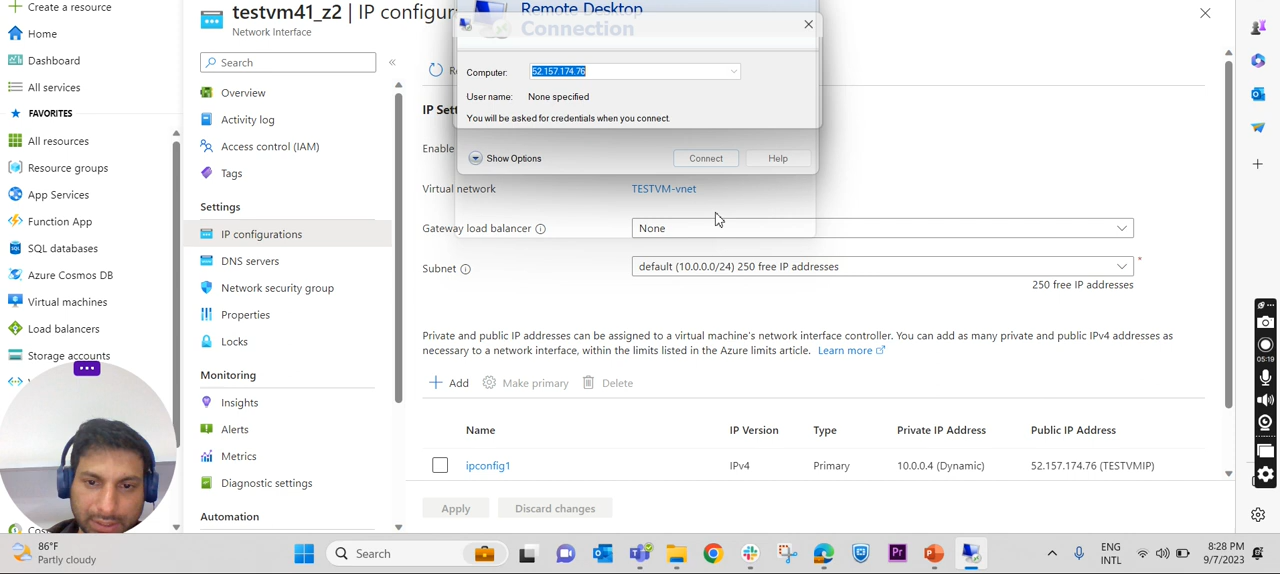 Create a resource
Home
Dashboard
All services
FAVORITES
All resources
Resource groups
App Services
Function App
SQL databases
Azure Cosmos DB
Virtual machines
Load balancers
Storage accounts
testvm41_z2 | IP configur
Network Interface
Search
Overview
Activity log
Access control (IAM)
Tags
Settings
IP configurations
DNS servers
Network security group
Properties
Locks
Monitoring
Insights
Alerts
Metrics
Diagnostic settings
Automation
Remote Desktop
Connection
Computer: 52.157.174.76
User name: None specified
You will be asked for credentials when you connect.
Show Options
Connect
Help
IP Sett
Enable
Virtual network TESTVM-vnet
Gateway load balancer None
Subnet default (10.0.0.0/24) 250 free IP addresses *
250 free IP addresses
Private and public IP addresses can be assigned to a virtual machine's network interface controller. You can add as many private and public IPv4 addresses as
necessary to a network interface, within the limits listed in the Azure limits article. Learn more
Add Make primary Delete
Name IP Version Type Private IP Address Public IP Address
ipconfig1 IPv4 Primary 10.0.0.4 (Dynamic) 52.157.174.76 (TESTVMIP)
Apply Discard changes
05:19
86°F
Partly cloudy
Search
ENG
INTL
8:28 PM
9/7/2023